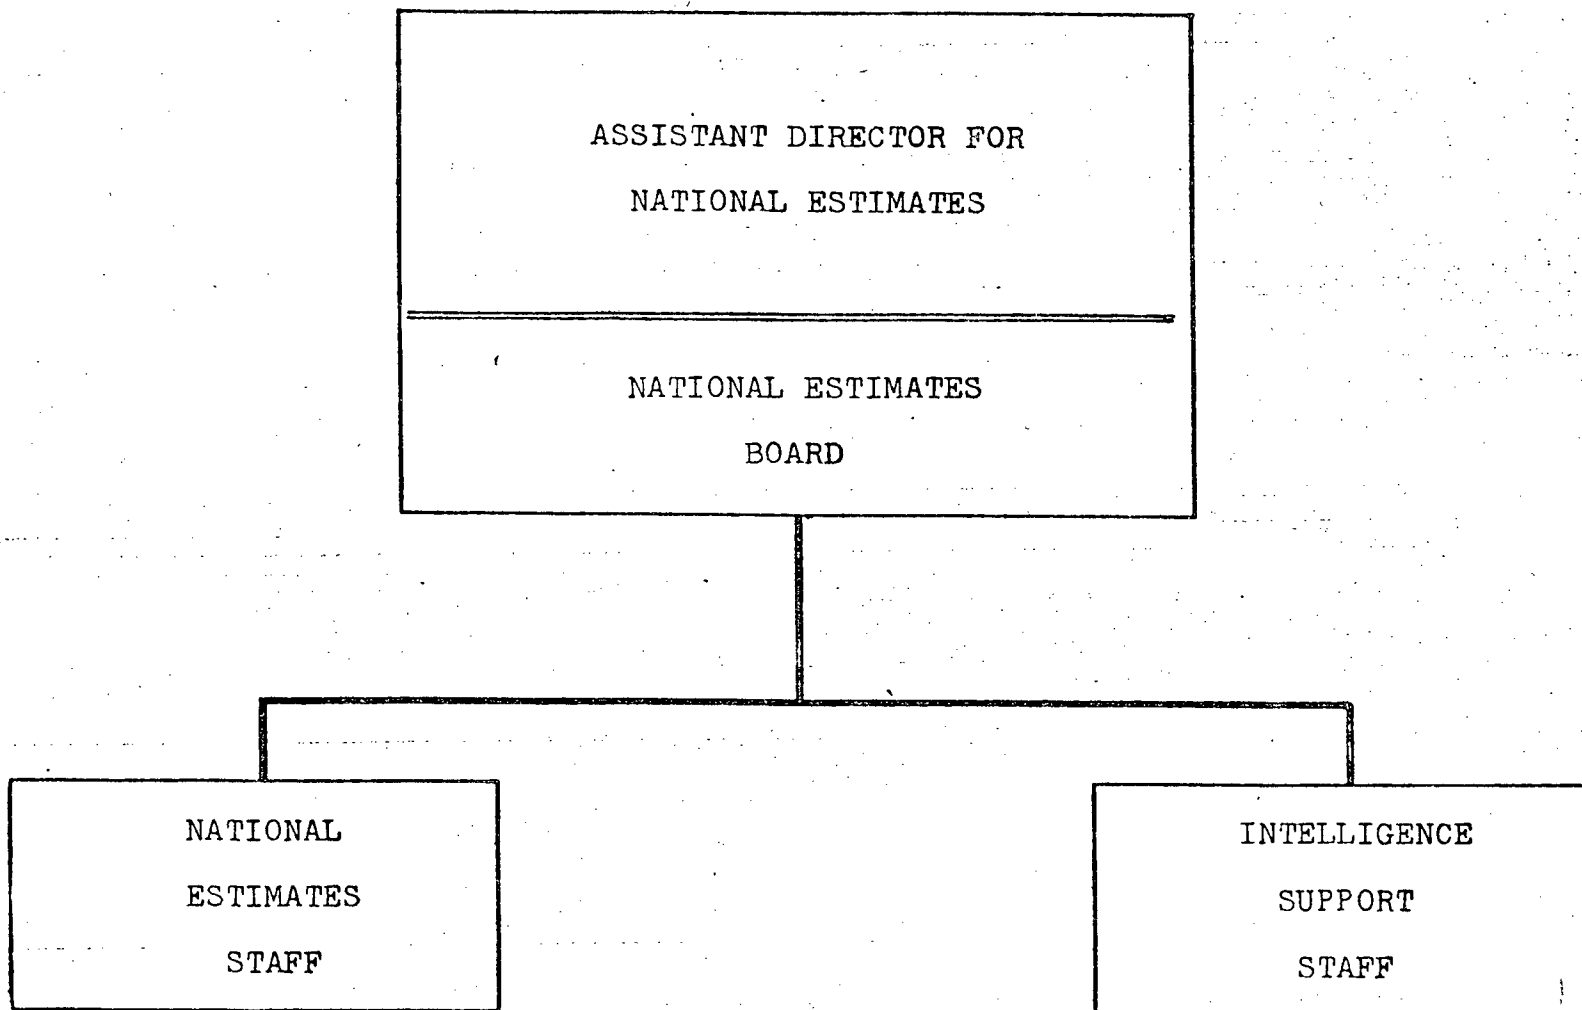 ASSISTANT DIRECTOR FOR
NATIONAL ESTIMATES
NATIONAL ESTIMATES
BOARD
NATIONAL
ESTIMATES
STAFF
INTELLIGENCE
SUPPORT
STAFF